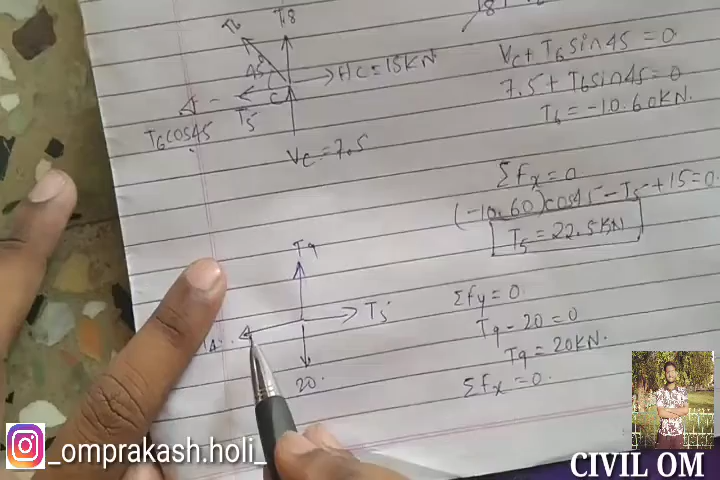 18
T6
T8
45°
HC = 15KN
C
T5
T6cos45
VC = 7.5
VC + T6 sin45 = 0
7.5 + T6 sin45 = 0
T6 = -10.60KN.
Σfx = 0
(-10.60)cos45 - T5 + 15 = 0.
T5 = 22.5KN
T9
T5
20.
Σfy = 0.
T9 - 20 = 0
T9 = 20KN.
Σfx = 0.
_omprakash.holi_
CIVIL OM